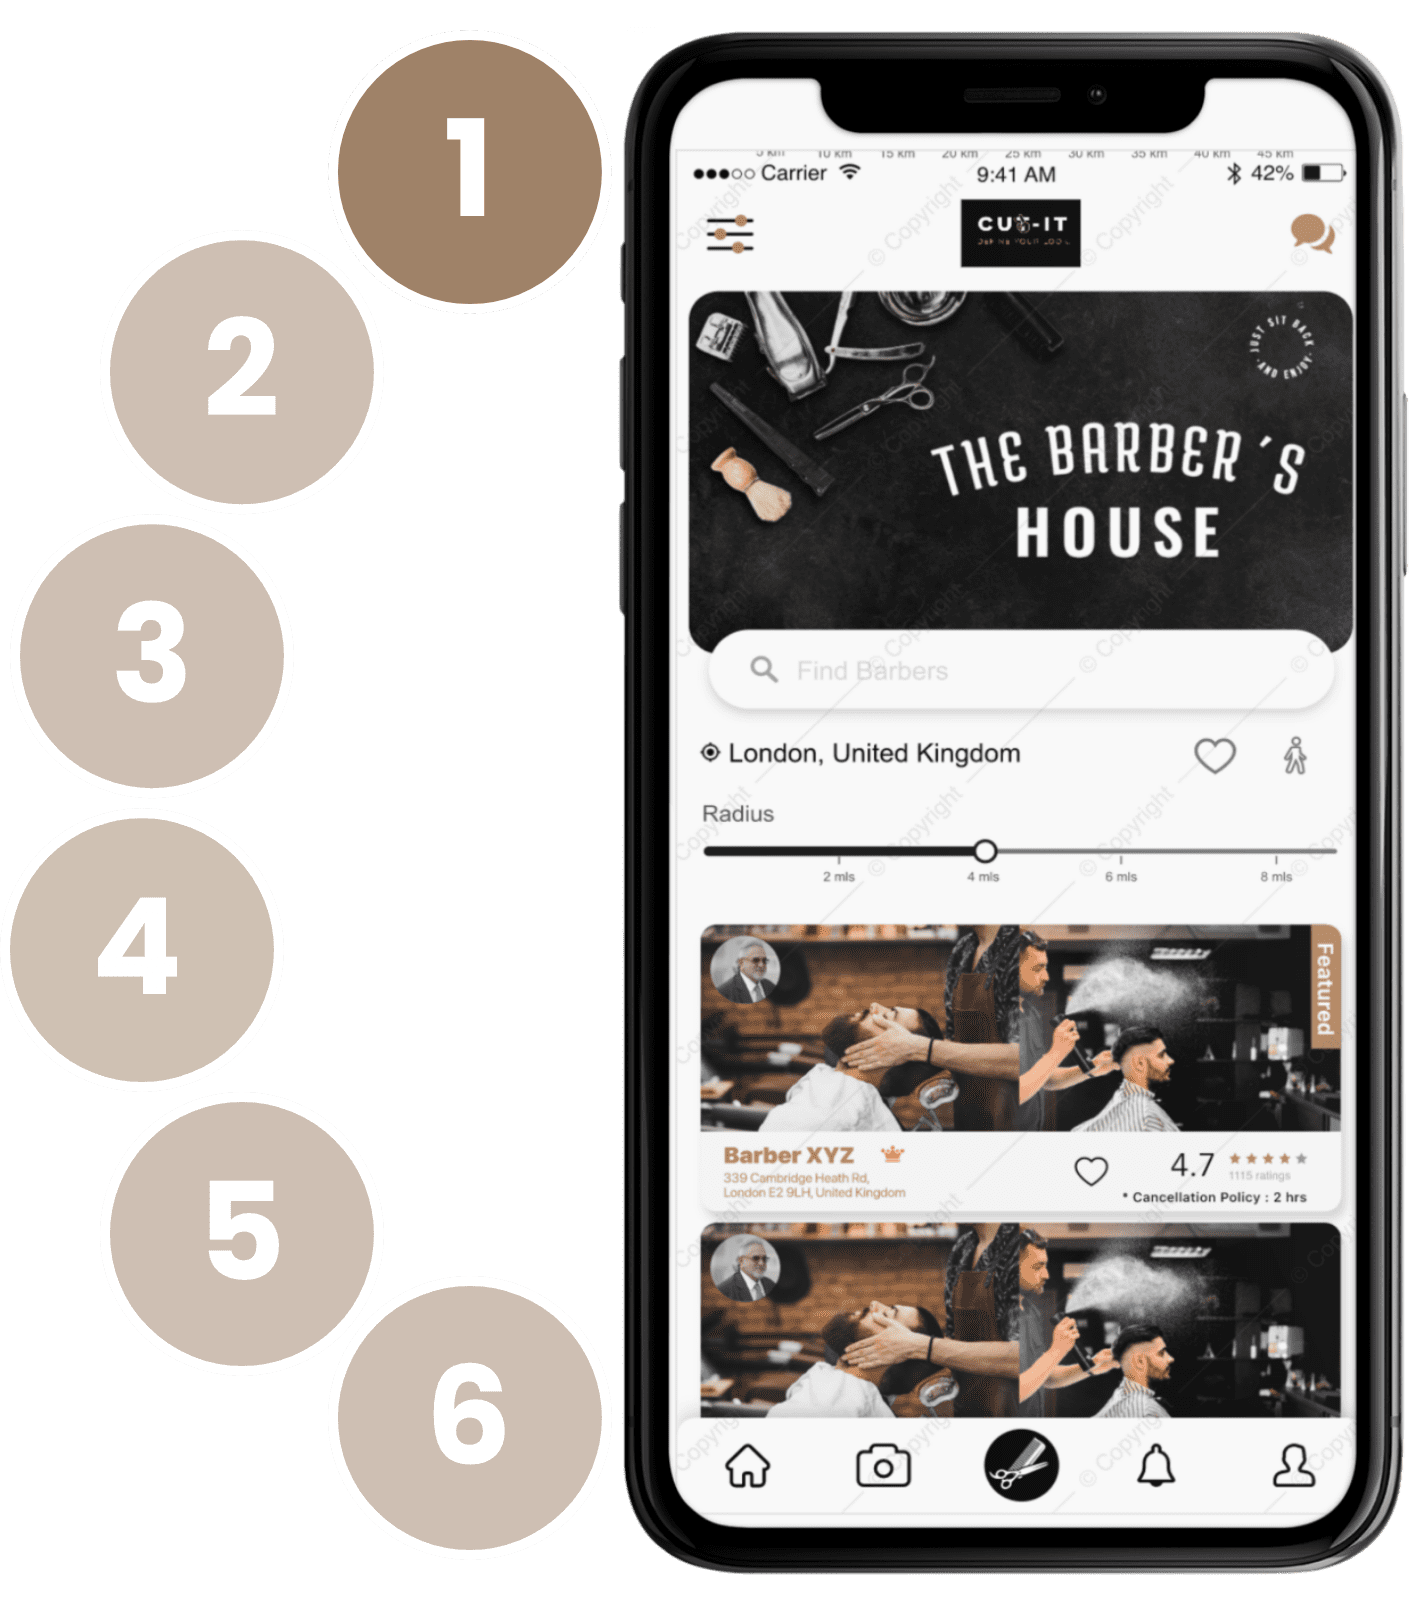 1
2
3
4
5
6
5 km 10 km 15 km 20 km 25 km 30 km 35 km 40 km 45 km
Carrier 9:41 AM 42%
CUT-IT
DEFINE YOUR LOOK
JUST SIT BACK
·AND ENJOY·
THE BARBER´S
HOUSE
Find Barbers
London, United Kingdom
Radius
2 mls 4 mls 6 mls 8 mls
Featured
Barber XYZ
4.7
339 Cambridge Heath Rd,
1115 ratings
London E2 9LH, United Kingdom
* Cancellation Policy : 2 hrs
© Copyright